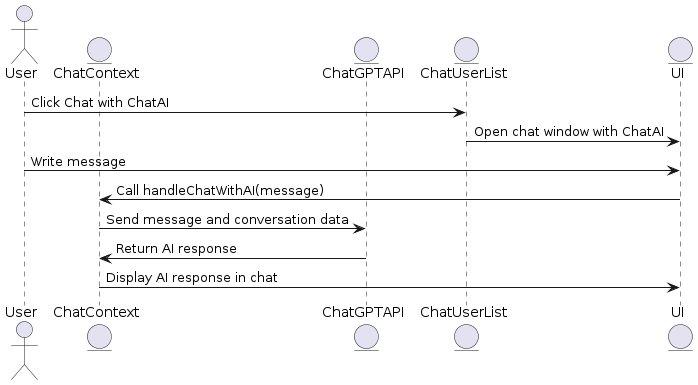 User ChatContext ChatGPTAPI ChatUserList UI
Click Chat with ChatAI
Open chat window with ChatAI
Write message
Call handleChatWithAI(message)
Send message and conversation data
Return AI response
Display AI response in chat
User ChatContext ChatGPTAPI ChatUserList UI